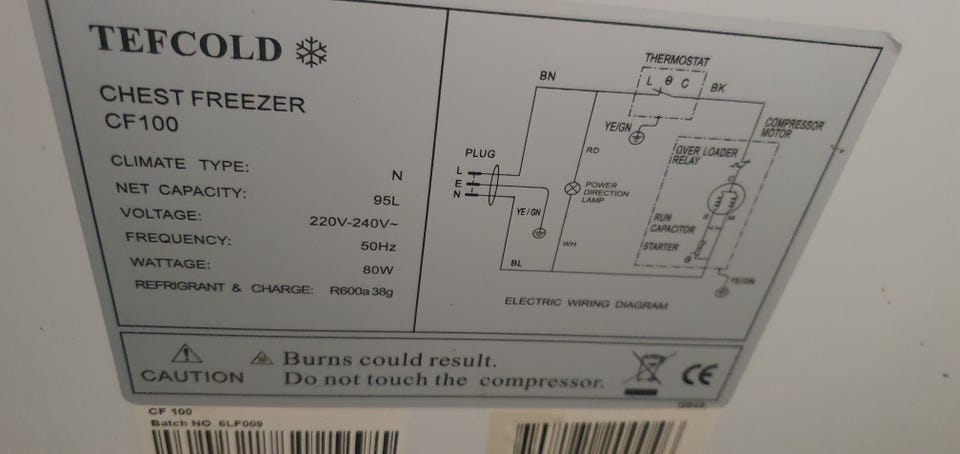 TEFCOLD
CHEST FREEZER
CF100
CLIMATE TYPE: N
NET CAPACITY: 95L
VOLTAGE: 220V-240V~
FREQUENCY: 50Hz
WATTAGE: 80W
REFRIGRANT & CHARGE: R600a 38g
THERMOSTAT
L θ C
BN
BK
YE/GN
COMPRESSOR
MOTOR
PLUG
L
E
N
RD
OVER LOADER
RELAY
C
POWER
DIRECTION
LAMP
YE/GN
S M
RUN
CAPACITOR
STARTER
WH
BL
YE/GN
ELECTRIC WIRING DIAGRAM
CAUTION
Burns could result.
Do not touch the compressor.
CE
CF 100
Batch NO. 6LF009